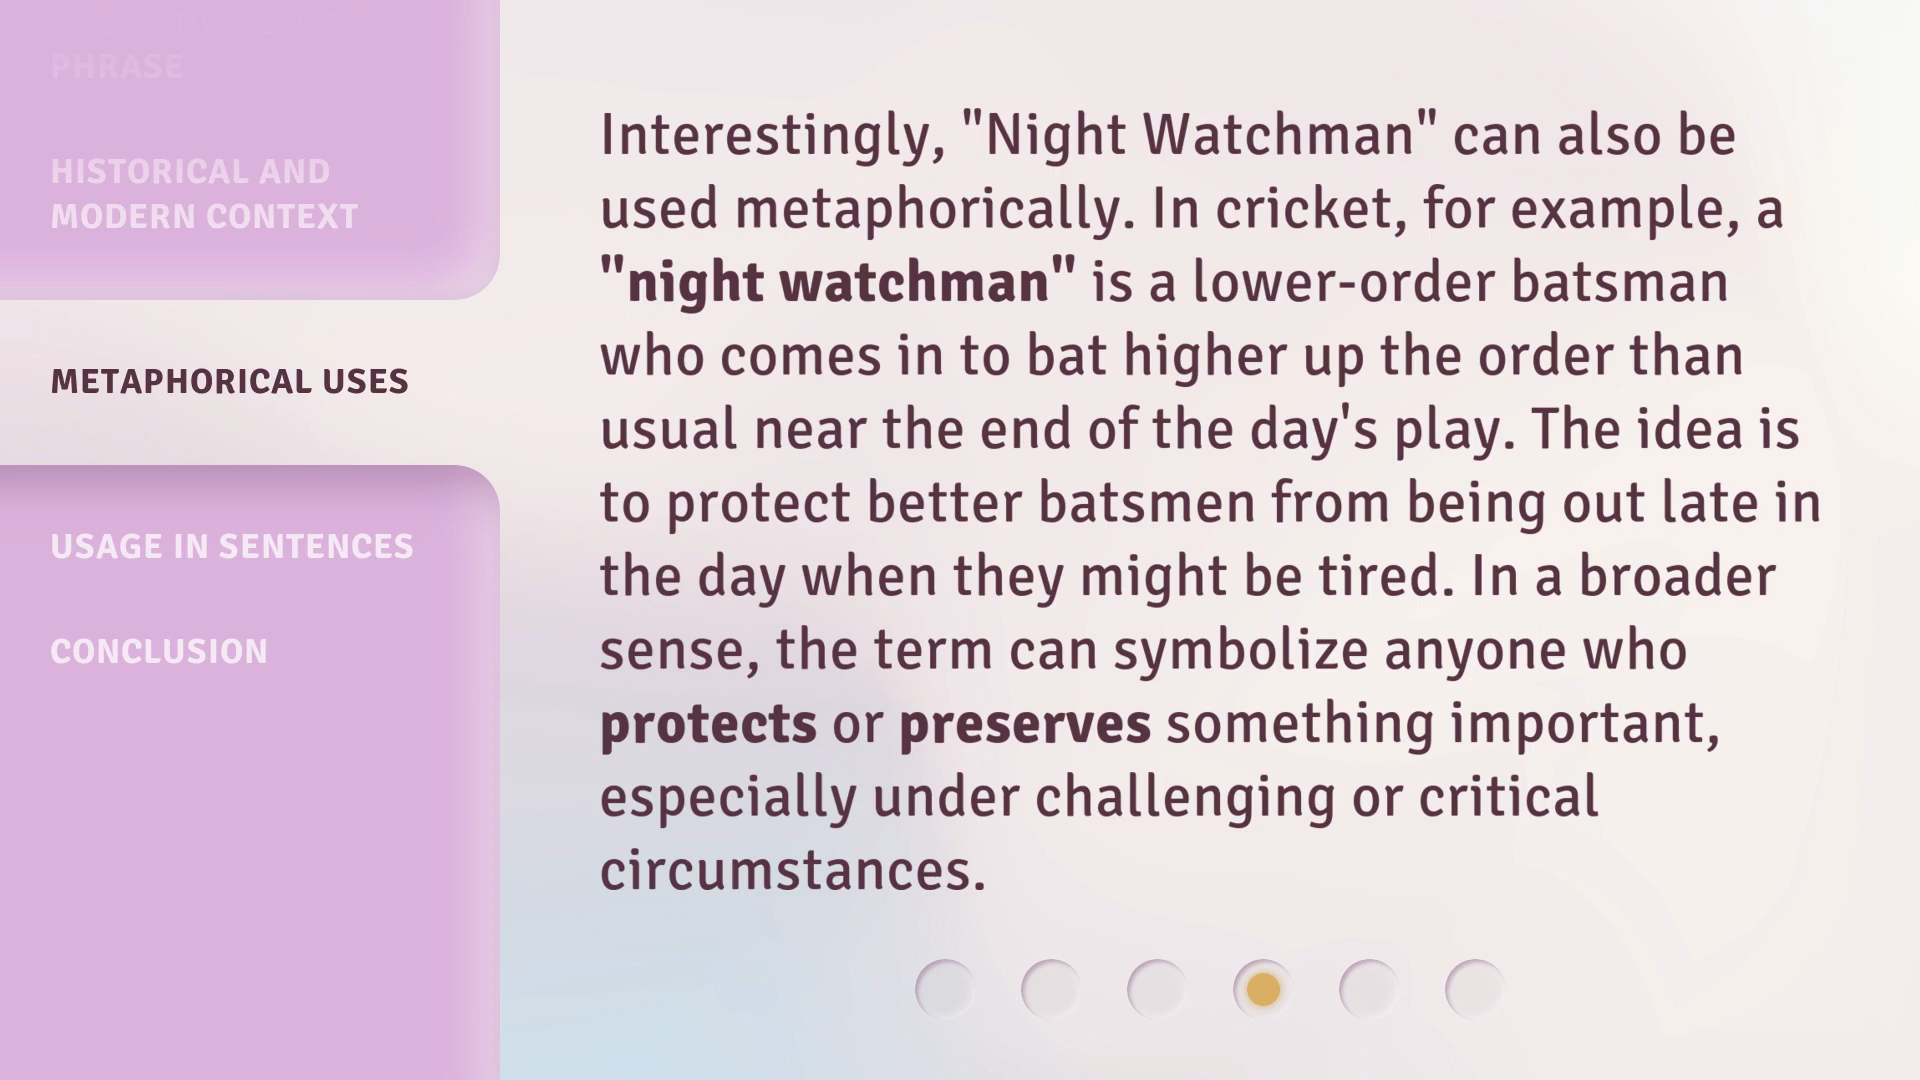 PHRASE
HISTORICAL AND
MODERN CONTEXT
METAPHORICAL USES
USAGE IN SENTENCES
CONCLUSION
Interestingly, "Night Watchman" can also be
used metaphorically. In cricket, for example, a
"night watchman" is a lower-order batsman
who comes in to bat higher up the order than
usual near the end of the day's play. The idea is
to protect better batsmen from being out late in
the day when they might be tired. In a broader
sense, the term can symbolize anyone who
protects or preserves something important,
especially under challenging or critical
circumstances.